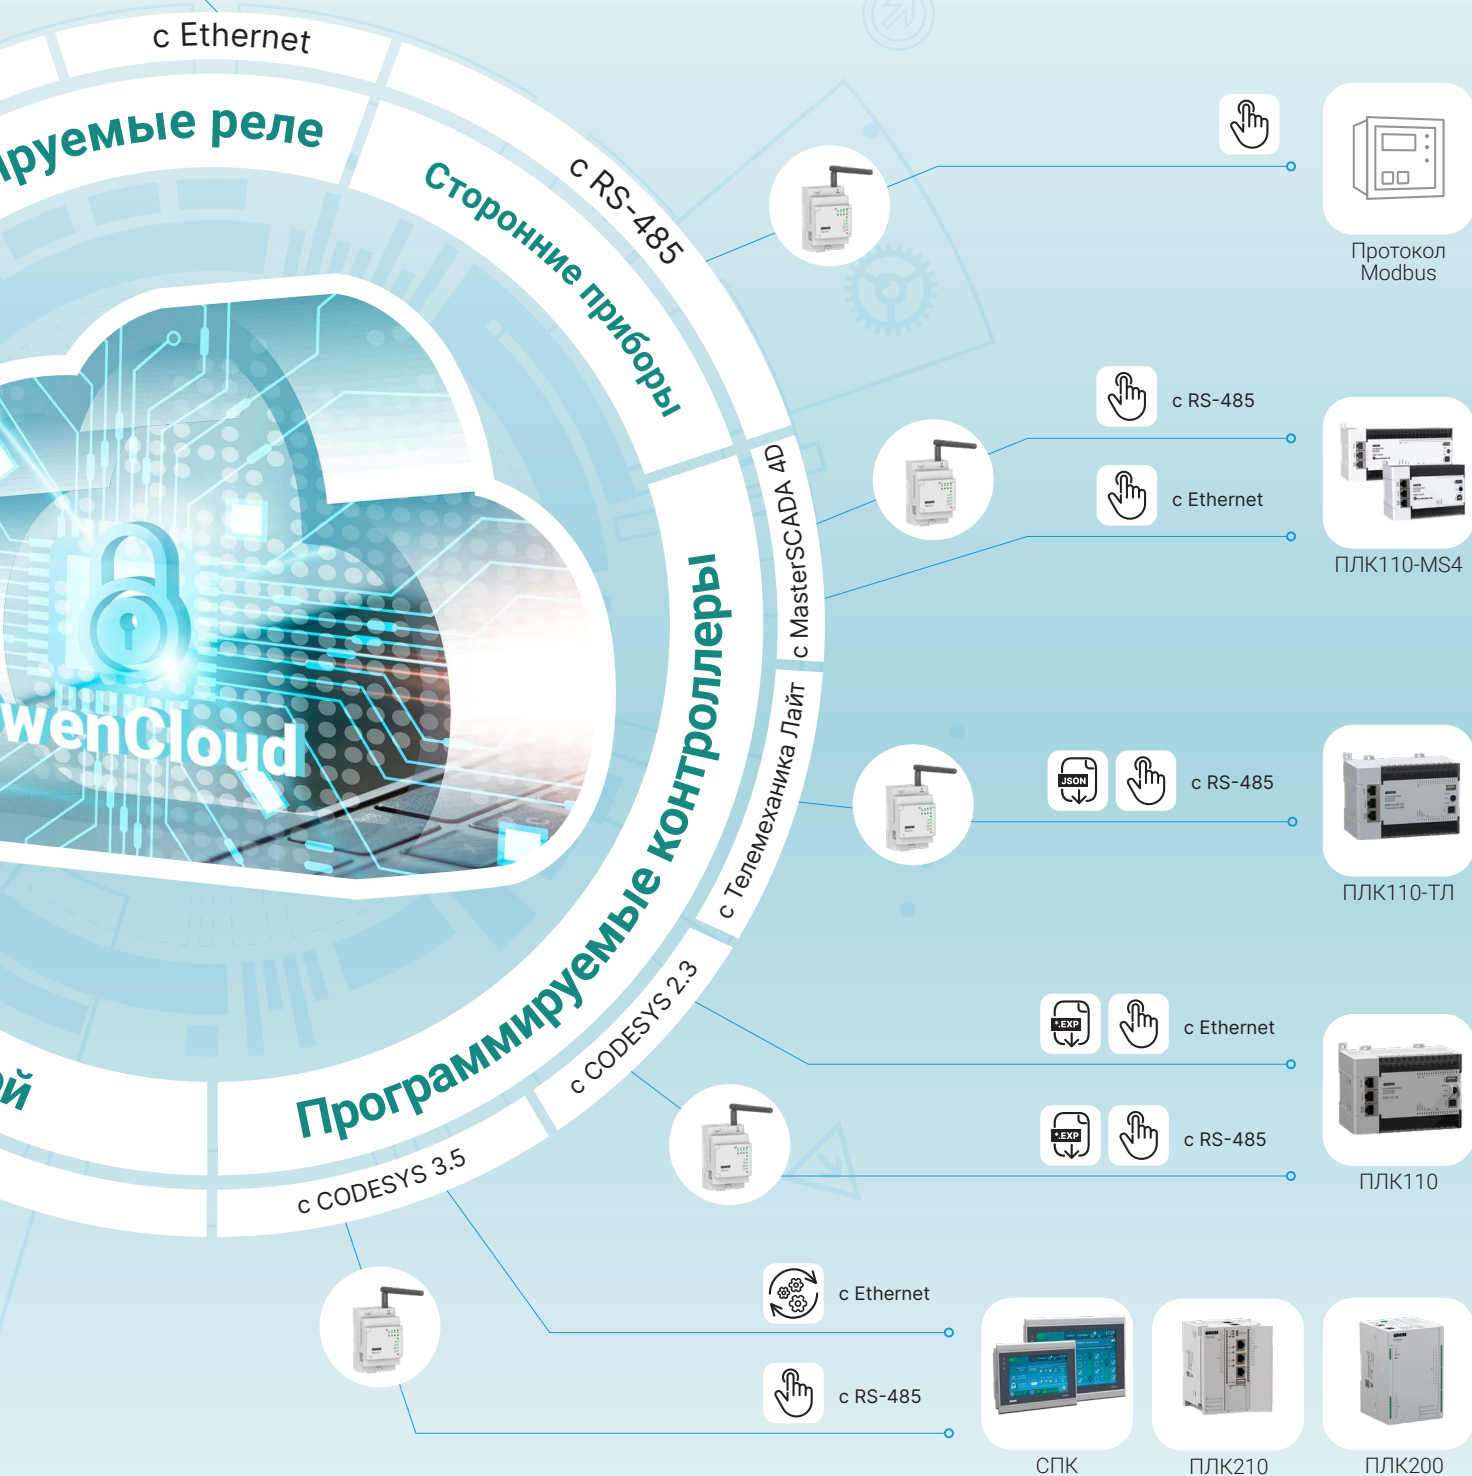 с Ethernet
ируемые реле
Сторонние приборы
с RS-485
Протокол
Modbus
с RS-485
с Ethernet
ПЛК110-MS4
с MasterSCADA 4D
Программируемые контроллеры
wenCloud
с Телемеханика Лайт
JSON
с RS-485
ПЛК110-ТЛ
с CODESYS 2.3
*.EXP
с Ethernet
*.EXP
с RS-485
ПЛК110
ой
с CODESYS 3.5
с Ethernet
с RS-485
СПК
ПЛК210
ПЛК200